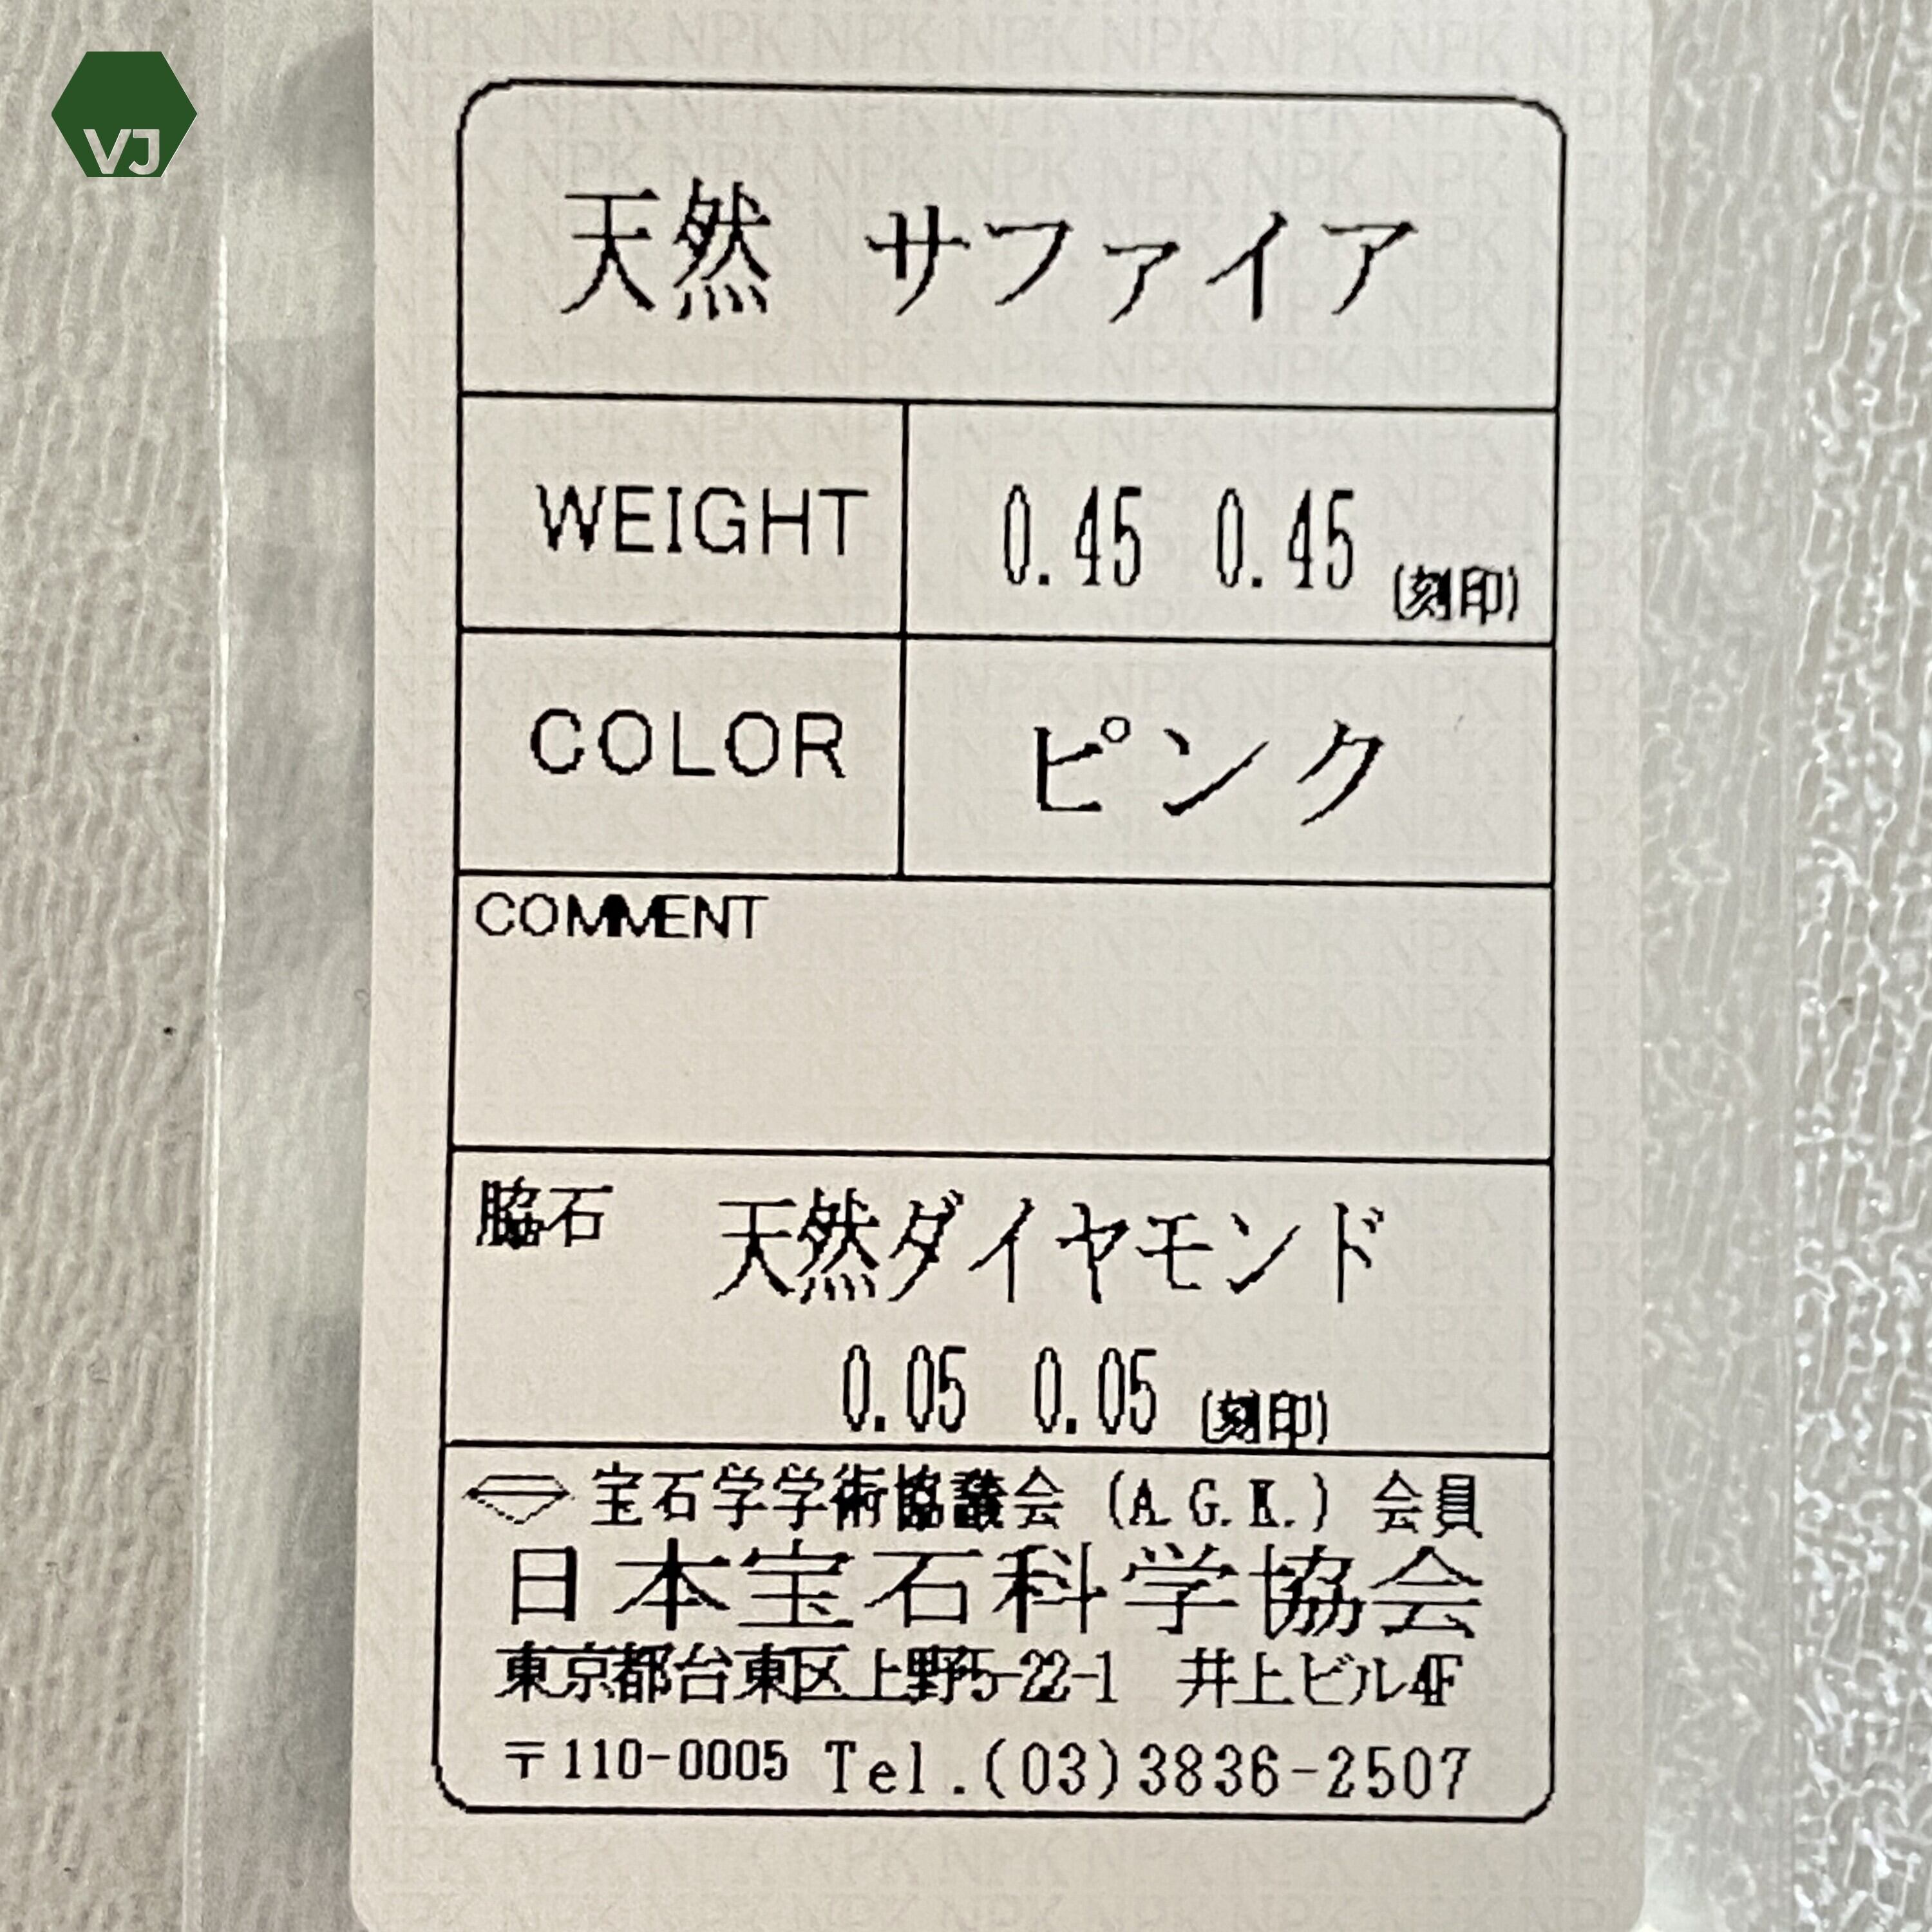 VJ
天然 サファイア
WEIGHT 0.45 0.45 (刻印)
COLOR ピンク
COMMENT
脇石 天然ダイヤモンド
0.05 0.05 (刻印)
宝石学学術協議会 (A.G.K.) 会員
日本宝石科学協会
東京都台東区上野5-22-1 井上ビル4F
〒110-0005 Tel.(03)3836-2507